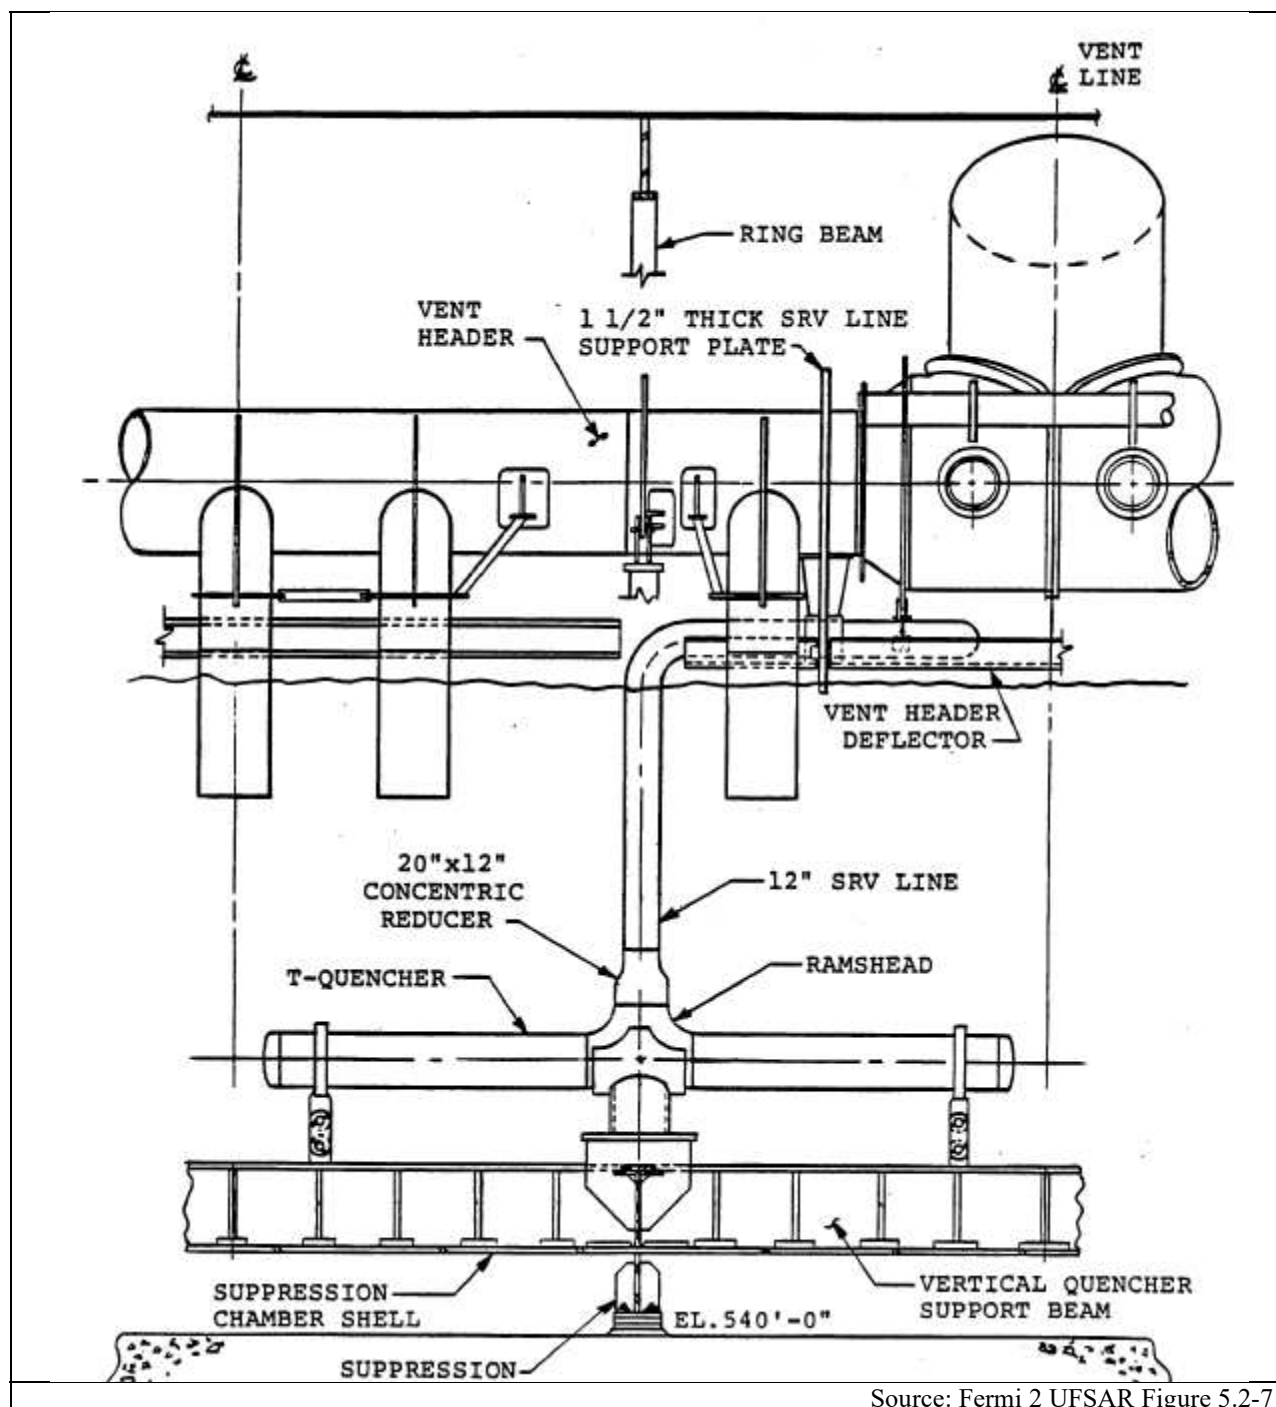 ℄
VENT
℄ LINE
RING BEAM
VENT
HEADER
1 1/2" THICK SRV LINE
SUPPORT PLATE
VENT HEADER
DEFLECTOR
20"x12"
CONCENTRIC
REDUCER
12" SRV LINE
T-QUENCHER
RAMSHEAD
SUPPRESSION
CHAMBER SHELL
VERTICAL QUENCHER
SUPPORT BEAM
EL.540'-0"
SUPPRESSION
Source: Fermi 2 UFSAR Figure 5.2-7